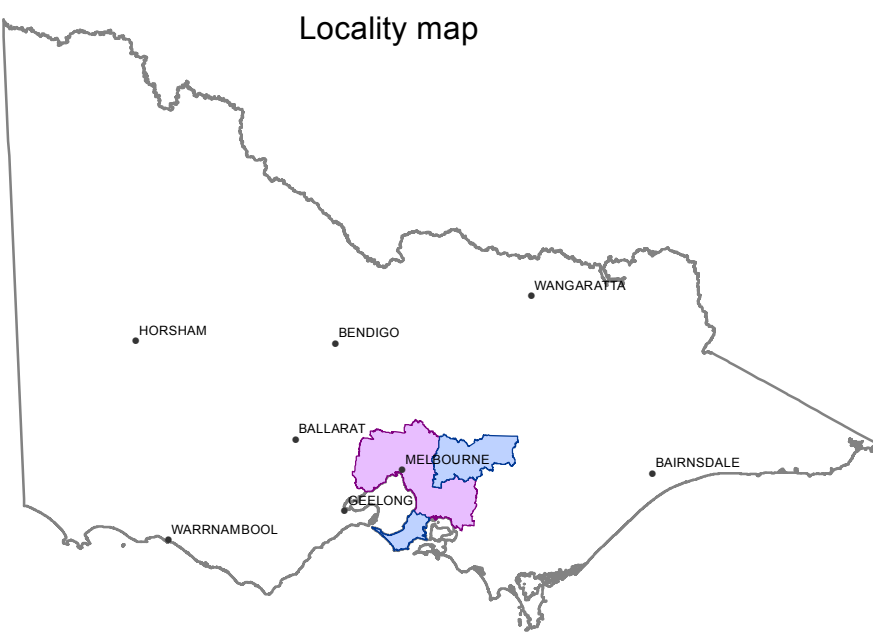 Locality map
WANGARATTA
HORSHAM
BENDIGO
BALLARAT
MELBOURNE
BAIRNSDALE
GEELONG
WARRNAMBOOL